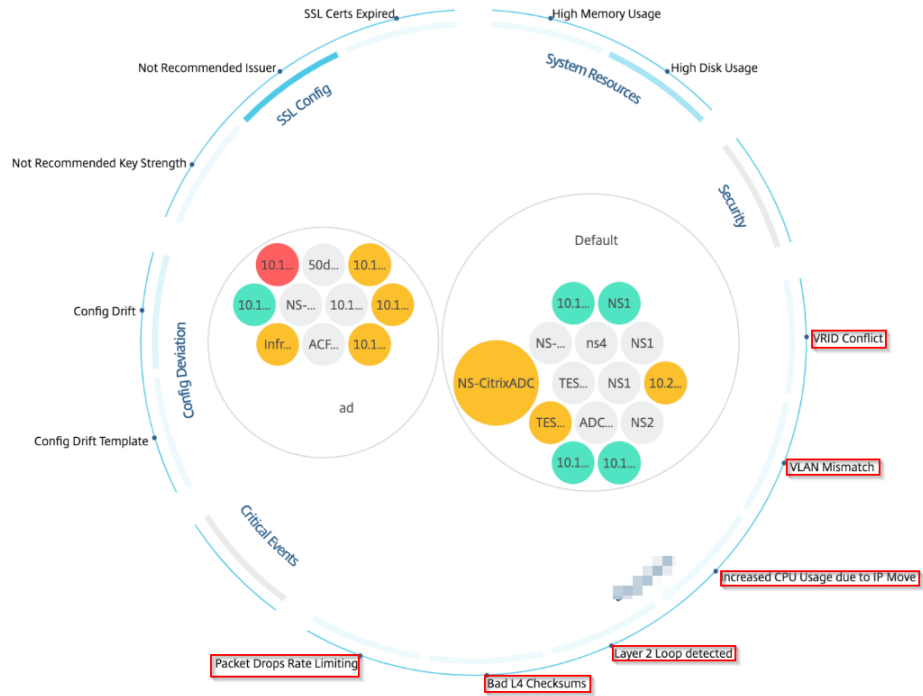 SSL Certs Expired
High Memory Usage
Not Recommended Issuer
High Disk Usage
SSL Config
System Resources
Not Recommended Key Strength
Security
Default
10.1...
50d...
10.1...
10.1...
NS-...
10.1...
10.1...
Infr...
ACF...
10.1...
ad
10.1...
NS1
NS-...
ns4
NS1
NS-CitrixADC
TES...
NS1
10.2...
TES...
ADC...
NS2
10.1...
10.1...
Config Drift
Config Deviation
Config Drift Template
VRID Conflict
VLAN Mismatch
Critical Events
Increased CPU Usage due to IP Move
Layer 2 Loop detected
Packet Drops Rate Limiting
Bad L4 Checksums